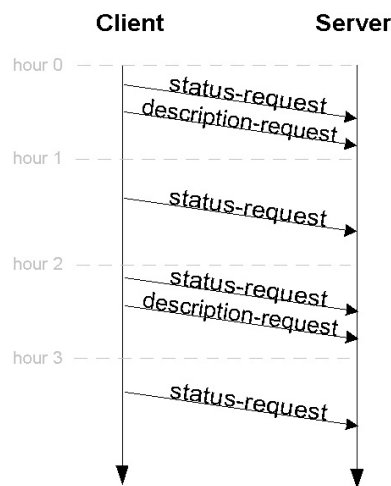 Client Server
hour 0
status-request
description-request
hour 1
status-request
hour 2
status-request
description-request
hour 3
status-request